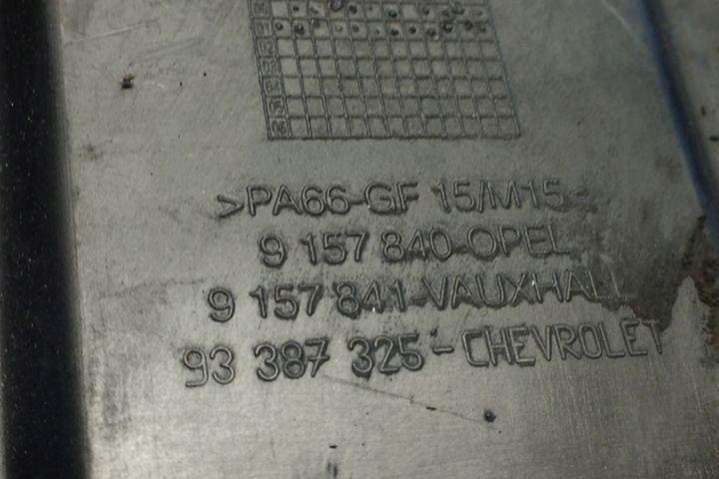 >PA66-GF 15/M15<
9 157 840-OPEL
9 157 841-VAUXHALL
93 387 325-CHEVROLET